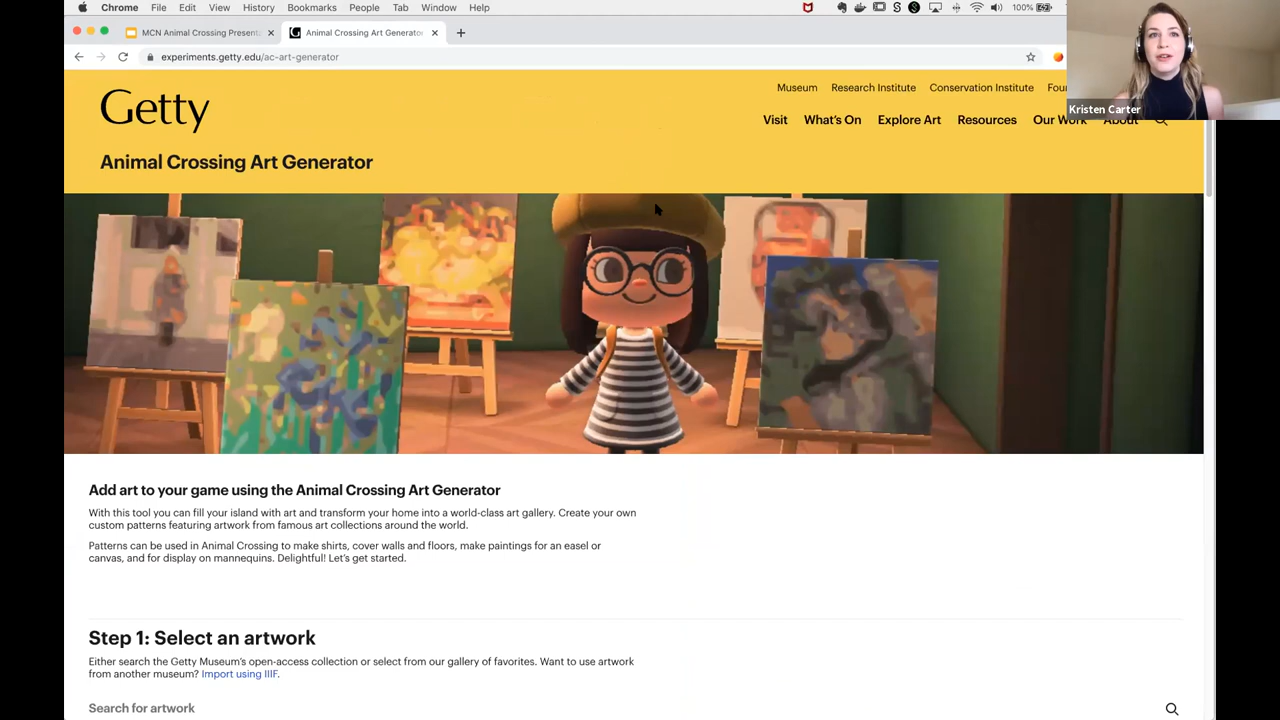 Chrome File Edit View History Bookmarks People Tab Window Help 100%
MCN Animal Crossing Present
Animal Crossing Art Generator
experiments.getty.edu/ac-art-generator
Kristen Carter
Getty
Museum Research Institute Conservation Institute Fou
Visit What's On Explore Art Resources Our Work About
Animal Crossing Art Generator
Add art to your game using the Animal Crossing Art Generator
With this tool you can fill your island with art and transform your home into a world-class art gallery. Create your own
custom patterns featuring artwork from famous art collections around the world.
Patterns can be used in Animal Crossing to make shirts, cover walls and floors, make paintings for an easel or
canvas, and for display on mannequins. Delightful! Let's get started.
Step 1: Select an artwork
Either search the Getty Museum's open-access collection or select from our gallery of favorites. Want to use artwork
from another museum? Import using IIIF.
Search for artwork